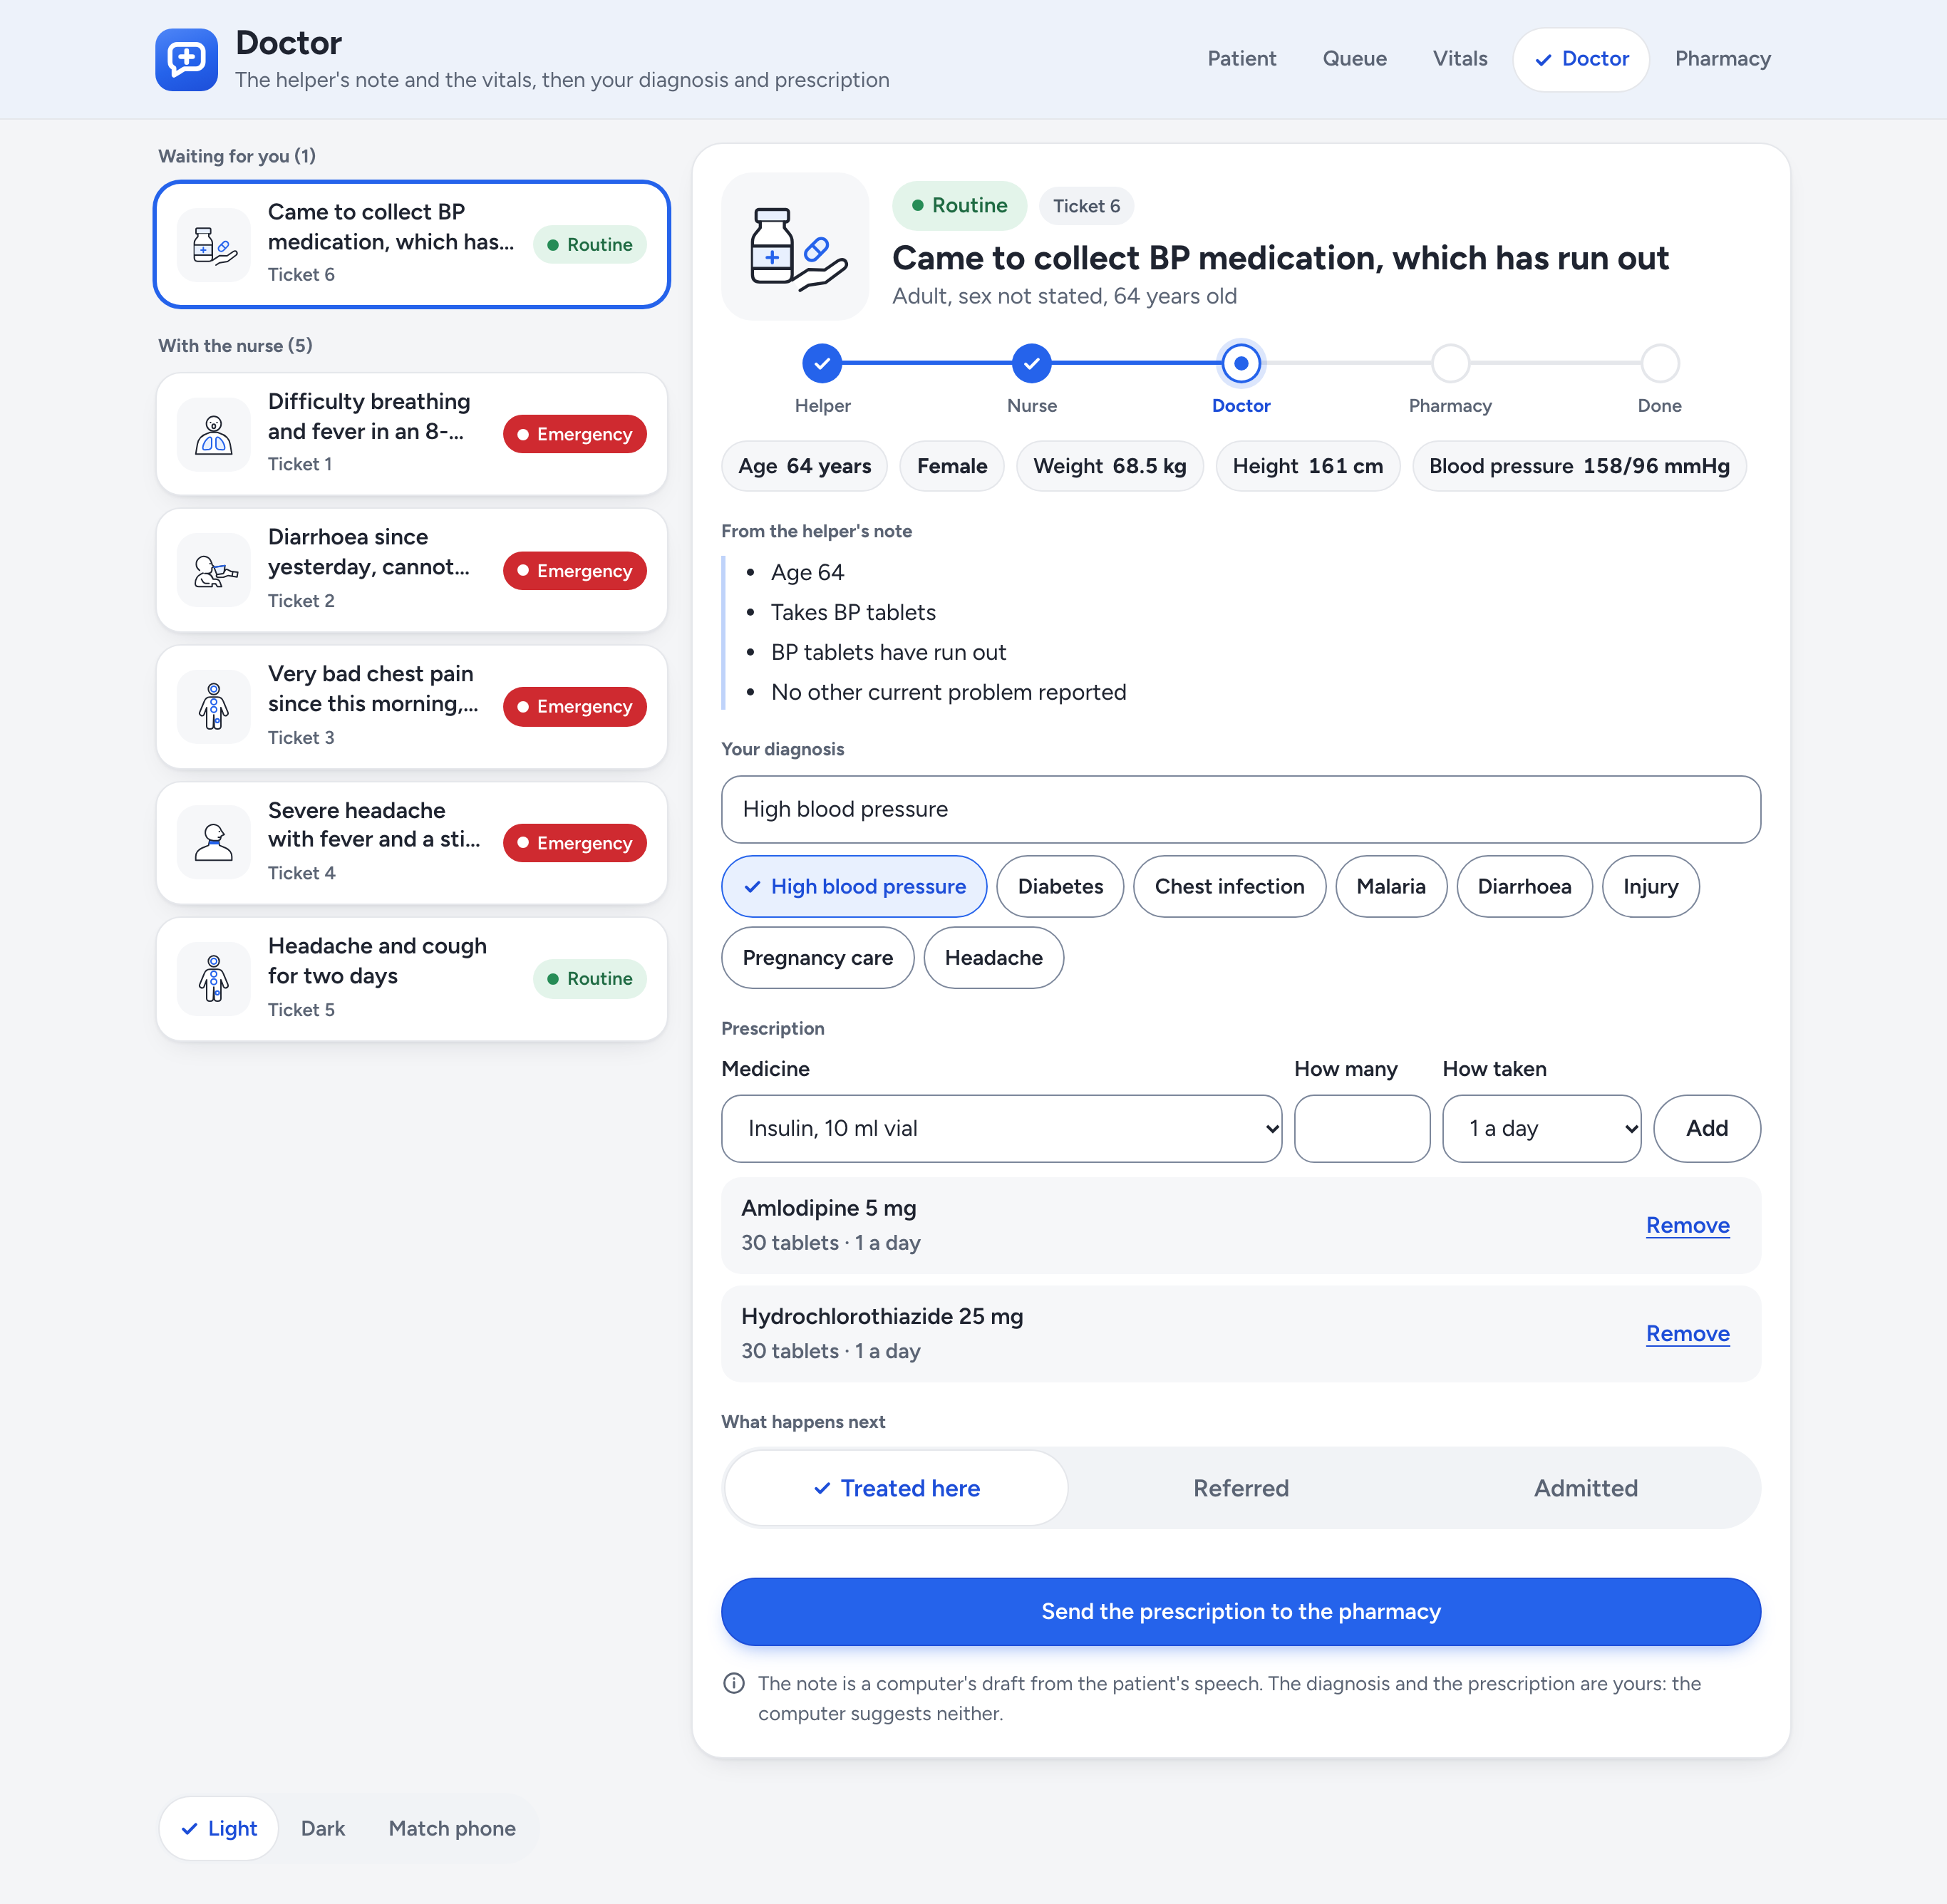 Doctor
The helper's note and the vitals, then your diagnosis and prescription
Patient
Queue
Vitals
Doctor
Pharmacy
Waiting for you (1)
Came to collect BP
medication, which has...
Ticket 6
Routine
With the nurse (5)
Difficulty breathing
and fever in an 8-...
Ticket 1
Emergency
Diarrhoea since
yesterday, cannot...
Ticket 2
Emergency
Very bad chest pain
since this morning,...
Ticket 3
Emergency
Severe headache
with fever and a sti...
Ticket 4
Emergency
Headache and cough
for two days
Ticket 5
Routine
Routine
Ticket 6
Came to collect BP medication, which has run out
Adult, sex not stated, 64 years old
Helper
Nurse
Doctor
Pharmacy
Done
Age 64 years
Female
Weight 68.5 kg
Height 161 cm
Blood pressure 158/96 mmHg
From the helper's note
• Age 64
• Takes BP tablets
• BP tablets have run out
• No other current problem reported
Your diagnosis
High blood pressure
High blood pressure
Diabetes
Chest infection
Malaria
Diarrhoea
Injury
Pregnancy care
Headache
Prescription
Medicine
How many
How taken
Insulin, 10 ml vial
1 a day
Add
Amlodipine 5 mg
30 tablets · 1 a day
Remove
Hydrochlorothiazide 25 mg
30 tablets · 1 a day
Remove
What happens next
Treated here
Referred
Admitted
Send the prescription to the pharmacy
The note is a computer's draft from the patient's speech. The diagnosis and the prescription are yours: the
computer suggests neither.
Light
Dark
Match phone